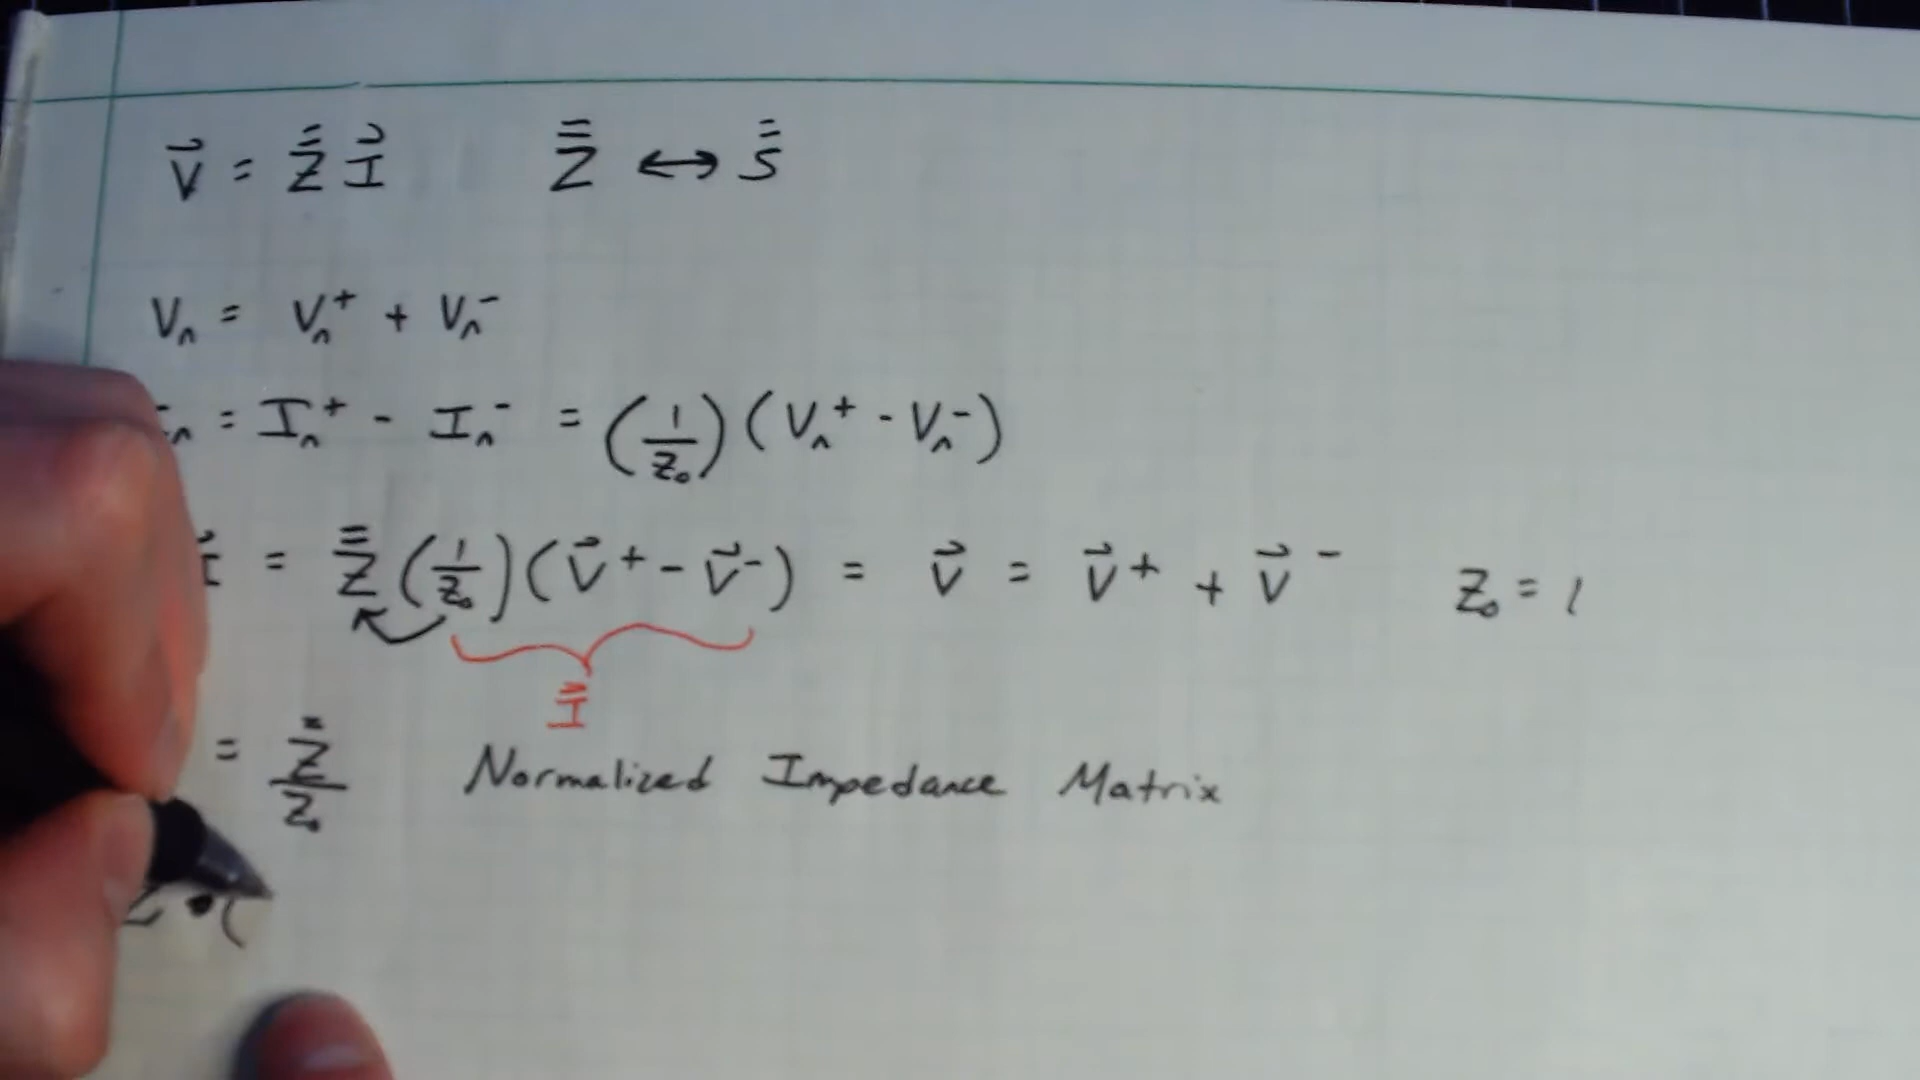 V⃗ = Z̿ I⃗ Z̿ ↔ S̿
Vₙ = Vₙ⁺ + Vₙ⁻
ₙ = Iₙ⁺ - Iₙ⁻ = (1/Z₀) (Vₙ⁺ - Vₙ⁻)
I⃗ = Z̿ (1/Z₀) (V⃗⁺ - V⃗⁻) = V⃗ = V⃗⁺ + V⃗⁻ Z₀ = 1
I⃗
= Z̿/Z₀ Normalized Impedance Matrix
(